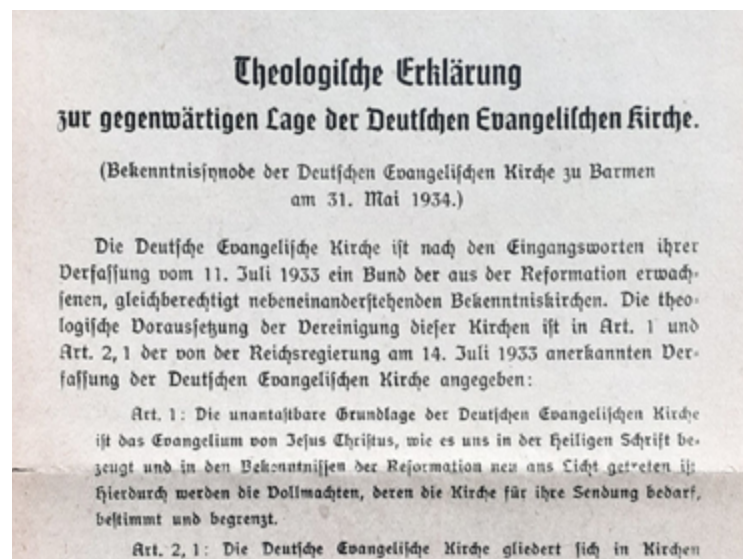 Theologische Erklärung
zur gegenwärtigen Lage der Deutschen Evangelischen Kirche.
(Bekenntnissynode der Deutschen Evangelischen Kirche zu Barmen
am 31. Mai 1934.)
Die Deutsche Evangelische Kirche ist nach den Eingangsworten ihrer
Verfassung vom 11. Juli 1933 ein Bund der aus der Reformation erwach-
senen, gleichberechtigt nebeneinanderstehenden Bekenntniskirchen. Die theo-
logische Voraussetzung der Vereinigung dieser Kirchen ist in Art. 1 und
Art. 2, 1 der von der Reichsregierung am 14. Juli 1933 anerkannten Ver-
fassung der Deutschen Evangelischen Kirche angegeben:
Art. 1: Die unantastbare Grundlage der Deutschen Evangelischen Kirche
ist das Evangelium von Jesus Christus, wie es uns in der Heiligen Schrift be-
zeugt und in den Bekenntnissen der Reformation neu ans Licht getreten ist
Hierdurch werden die Vollmachten, deren die Kirche für ihre Sendung bedarf,
bestimmt und begrenzt.
Art. 2, 1: Die Deutsche Evangelische Kirche gliedert sich in Kirchen